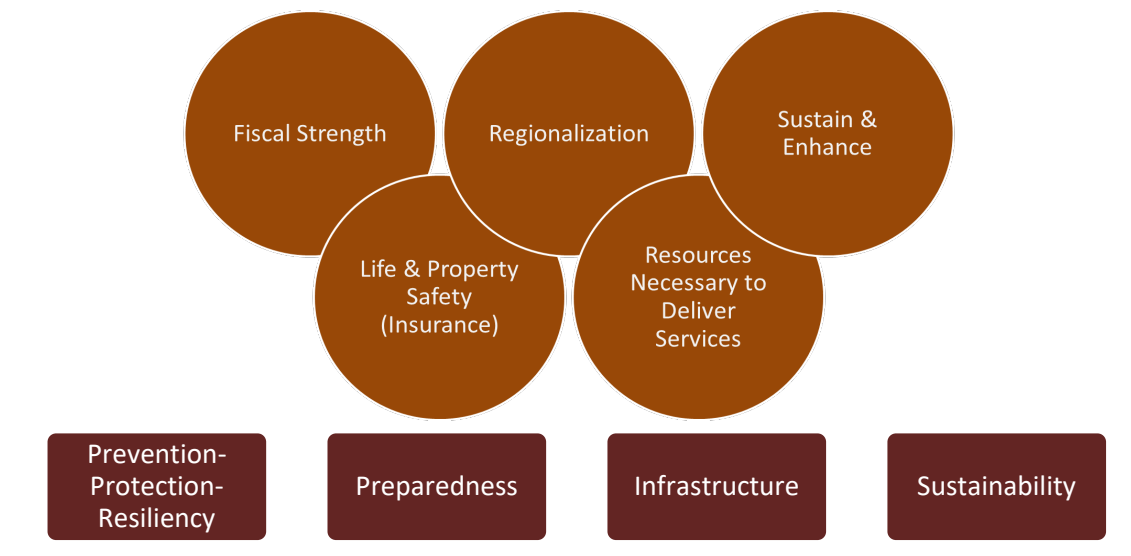 Fiscal Strength
Regionalization
Sustain &
Enhance
Life & Property
Safety
(Insurance)
Resources
Necessary to
Deliver
Services
Prevention-
Protection-
Resiliency
Preparedness
Infrastructure
Sustainability